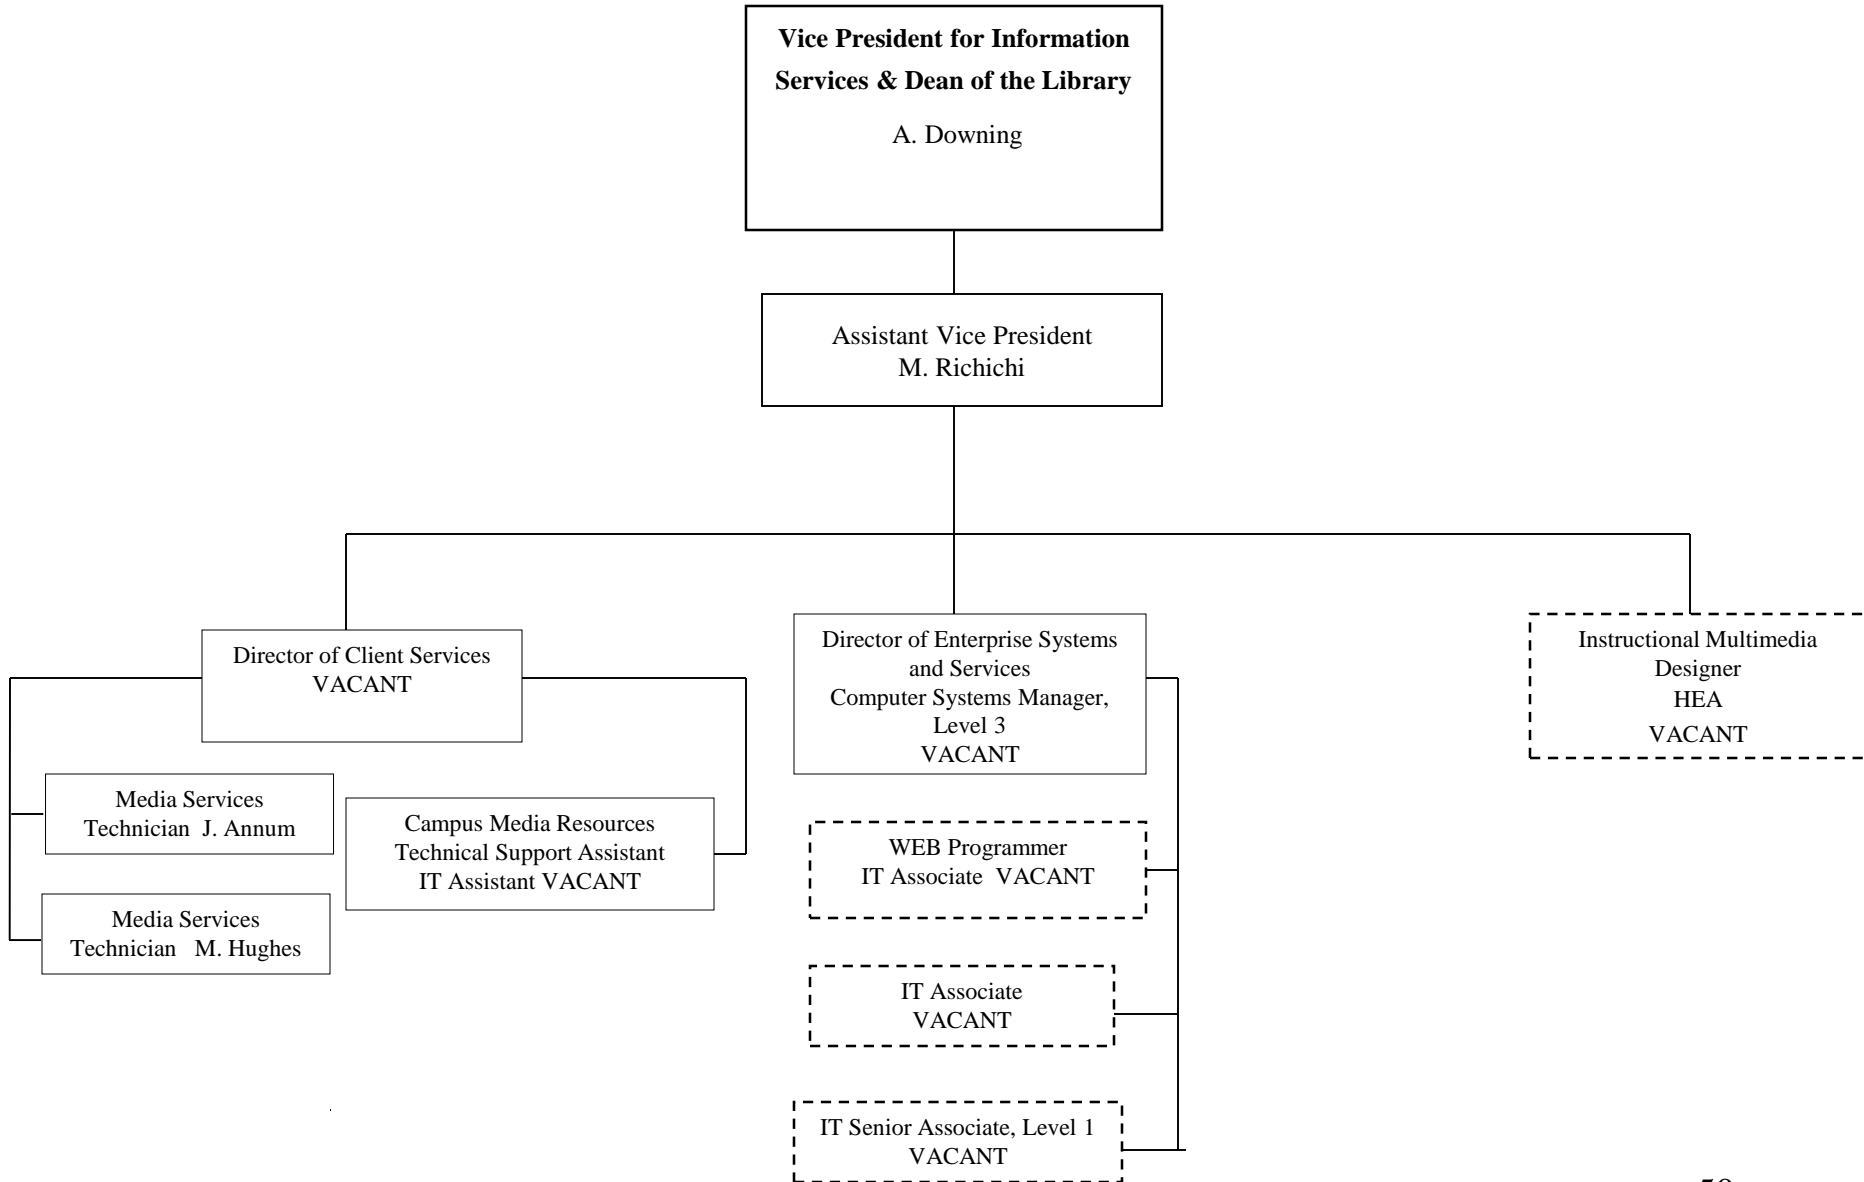 Vice President for Information
Services & Dean of the Library
A. Downing
Assistant Vice President
M. Richichi
Director of Client Services
VACANT
Media Services
Technician J. Annum
Media Services
Technician M. Hughes
Campus Media Resources
Technical Support Assistant
IT Assistant VACANT
Director of Enterprise Systems
and Services
Computer Systems Manager,
Level 3
VACANT
WEB Programmer
IT Associate VACANT
IT Associate
VACANT
IT Senior Associate, Level 1
VACANT
Instructional Multimedia
Designer
HEA
VACANT